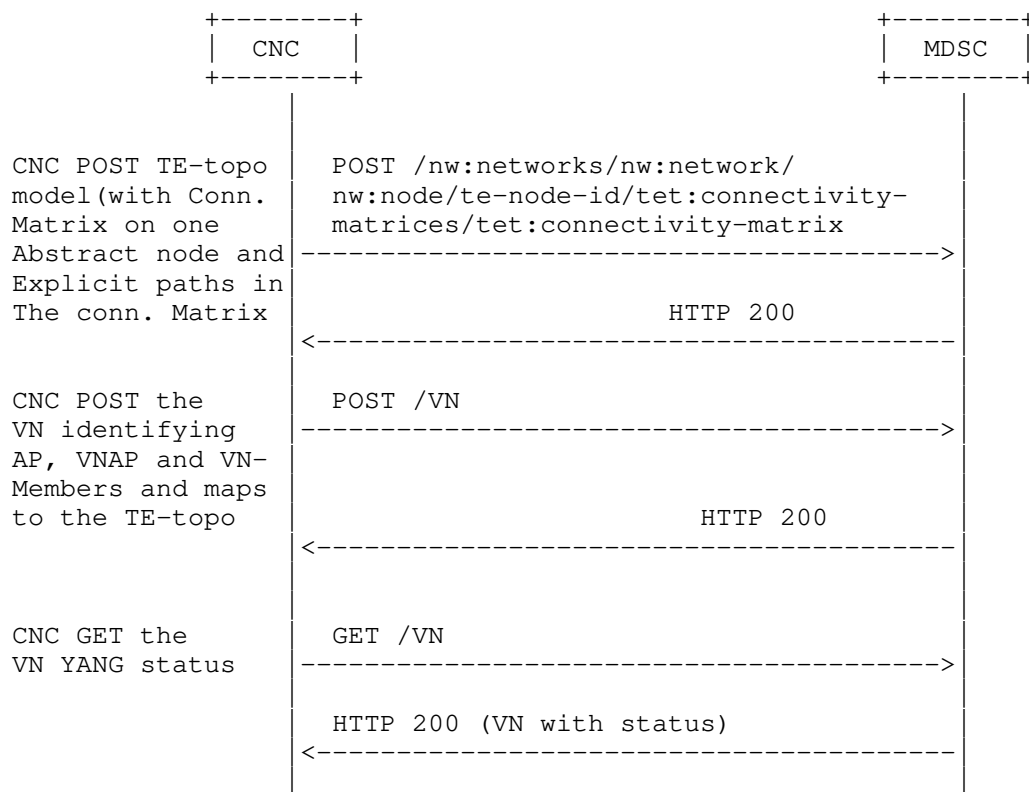 CNC MDSC
CNC POST TE-topo POST /nw:networks/nw:network/
model(with Conn. nw:node/te-node-id/tet:connectivity-
Matrix on one matrices/tet:connectivity-matrix
Abstract node and
Explicit paths in
The conn. Matrix HTTP 200
CNC POST the POST /VN
VN identifying
AP, VNAP and VN-
Members and maps
to the TE-topo HTTP 200
CNC GET the GET /VN
VN YANG status
HTTP 200 (VN with status)